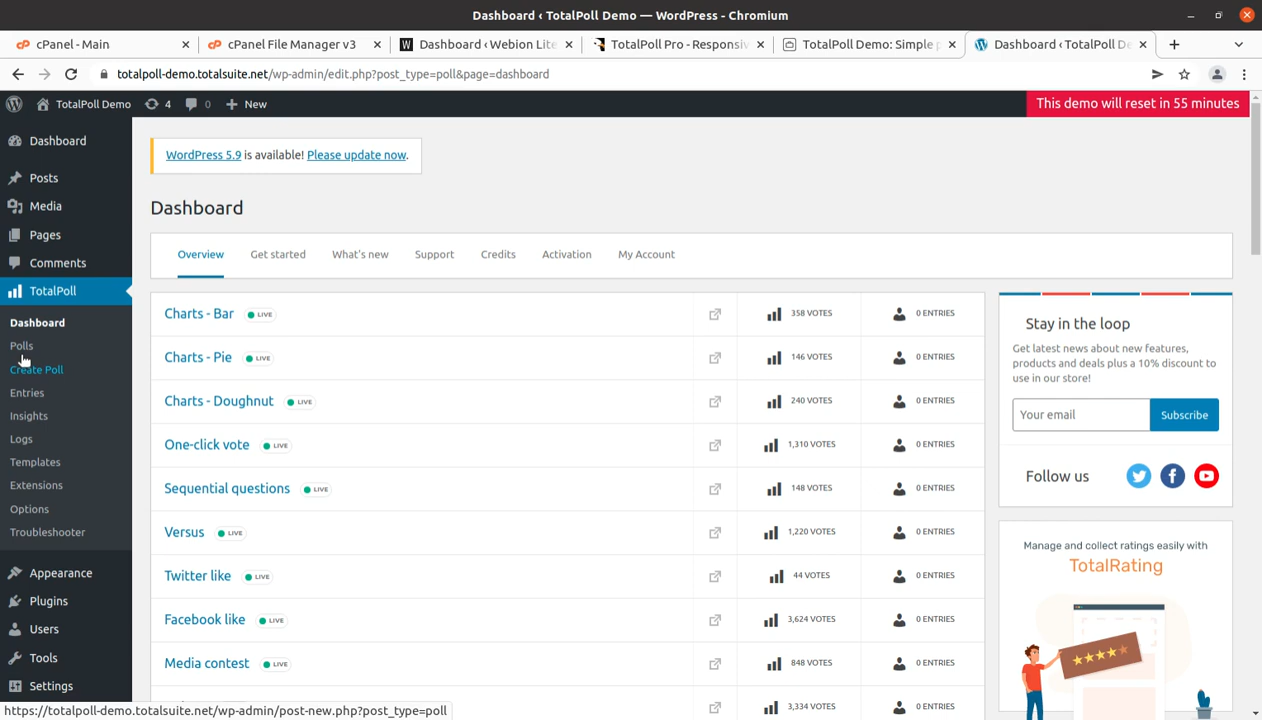 Dashboard ‹ TotalPoll Demo — WordPress - Chromium
cPanel - Main
cPanel File Manager v3
Dashboard ‹ Webion Lite
TotalPoll Pro - Responsiv
TotalPoll Demo: Simple p
Dashboard ‹ TotalPoll De
totalpoll-demo.totalsuite.net/wp-admin/edit.php?post_type=poll&page=dashboard
TotalPoll Demo
4
0
New
This demo will reset in 55 minutes
Dashboard
Posts
Media
Pages
Comments
TotalPoll
Dashboard
Polls
Create Poll
Entries
Insights
Logs
Templates
Extensions
Options
Troubleshooter
Appearance
Plugins
Users
Tools
Settings
WordPress 5.9 is available! Please update now.
Dashboard
Overview
Get started
What's new
Support
Credits
Activation
My Account
Charts - Bar LIVE 358 VOTES 0 ENTRIES
Charts - Pie LIVE 146 VOTES 0 ENTRIES
Charts - Doughnut LIVE 240 VOTES 0 ENTRIES
One-click vote LIVE 1,310 VOTES 0 ENTRIES
Sequential questions LIVE 148 VOTES 0 ENTRIES
Versus LIVE 1,220 VOTES 0 ENTRIES
Twitter like LIVE 44 VOTES 0 ENTRIES
Facebook like LIVE 3,624 VOTES 0 ENTRIES
Media contest LIVE 848 VOTES 0 ENTRIES
3,334 VOTES 0 ENTRIES
Stay in the loop
Get latest news about new features,
products and deals plus a 10% discount to
use in our store!
Your email
Subscribe
Follow us
Manage and collect ratings easily with
TotalRating
https://totalpoll-demo.totalsuite.net/wp-admin/post-new.php?post_type=poll